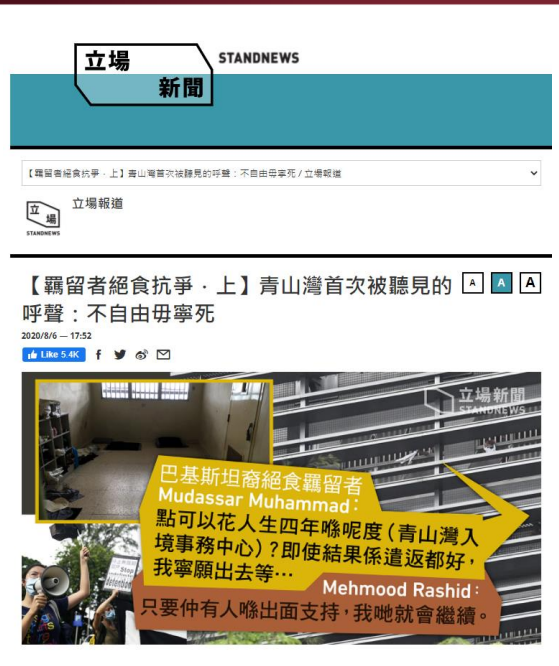 立場
新聞
STANDNEWS
【羈留者絕食抗爭．上】青山灣首次被聽見的呼聲：不自由毋寧死 / 立場報道
立
場
STANDNEWS
立場報道
【羈留者絕食抗爭．上】青山灣首次被聽見的
呼聲：不自由毋寧死
A A A
2020/8/6 — 17:52
Like 5.4K
立場新聞
STANDNEWS
巴基斯坦裔絕食羈留者
Mudassar Muhammad：
點可以花人生四年喺呢度（青山灣入
境事務中心）？即使結果係遣返都好，
我寧願出去等…
Mehmood Rashid：
只要仲有人喺出面支持，我哋就會繼續。